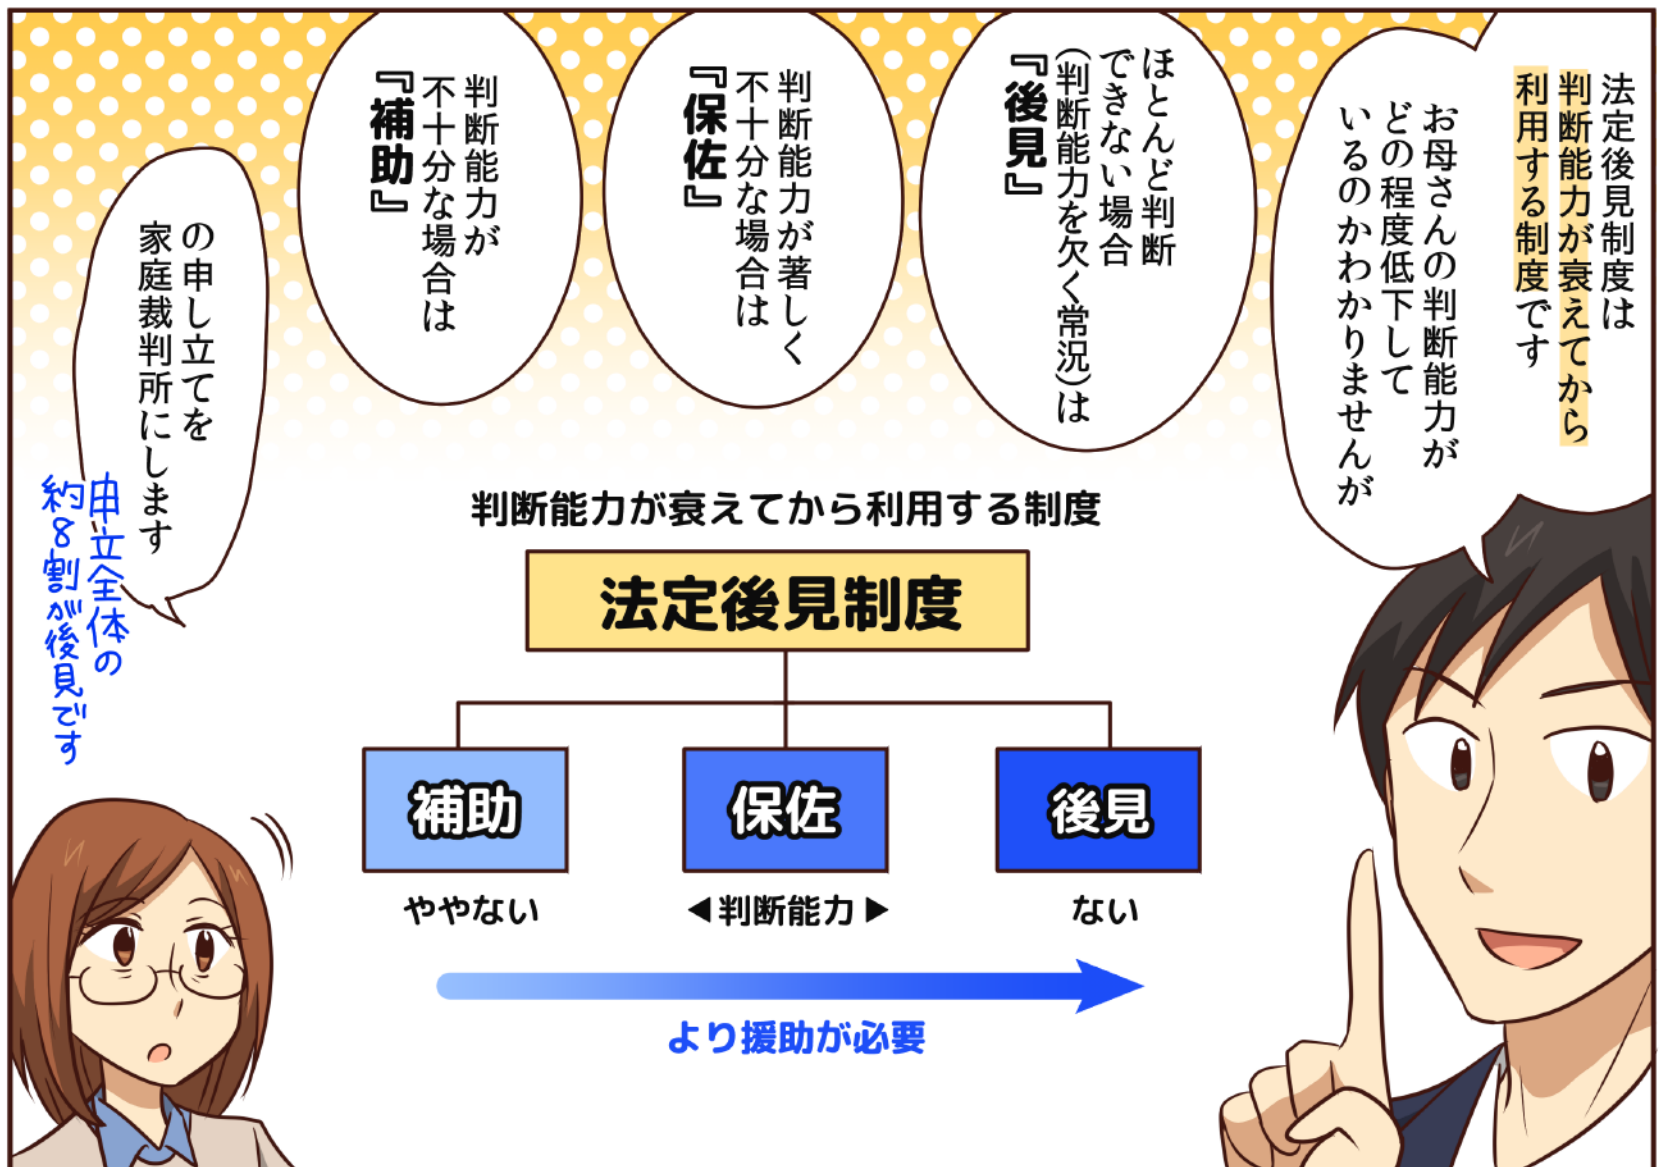 法定後見制度は
判断能力が衰えてから
利用する制度です
お母さんの判断能力が
どの程度低下して
いるのかわかりませんが
ほとんど判断
できない場合
(判断能力を欠く常況)は
『後見』
判断能力が著しく
不十分な場合は
『保佐』
判断能力が
不十分な場合は
『補助』
の申し立てを
家庭裁判所にします
申立全体の
約8割が後見です
判断能力が衰えてから利用する制度
法定後見制度
補助
保佐
後見
ややない
◀判断能力▶
ない
より援助が必要